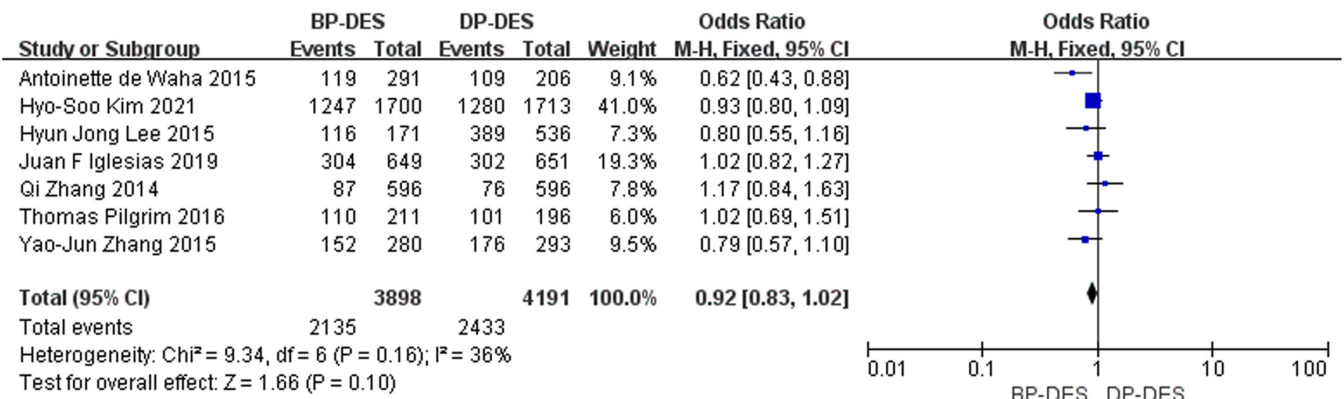 BP-DES DP-DES Odds Ratio Odds Ratio
Study or Subgroup Events Total Events Total Weight M-H, Fixed, 95% CI M-H, Fixed, 95% CI
Antoinette de Waha 2015 119 291 109 206 9.1% 0.62 [0.43, 0.88]
Hyo-Soo Kim 2021 1247 1700 1280 1713 41.0% 0.93 [0.80, 1.09]
Hyun Jong Lee 2015 116 171 389 536 7.3% 0.80 [0.55, 1.16]
Juan F Iglesias 2019 304 649 302 651 19.3% 1.02 [0.82, 1.27]
Qi Zhang 2014 87 596 76 596 7.8% 1.17 [0.84, 1.63]
Thomas Pilgrim 2016 110 211 101 196 6.0% 1.02 [0.69, 1.51]
Yao-Jun Zhang 2015 152 280 176 293 9.5% 0.79 [0.57, 1.10]
Total (95% CI) 3898 4191 100.0% 0.92 [0.83, 1.02]
Total events 2135 2433
Heterogeneity: Chi² = 9.34, df = 6 (P = 0.16); I² = 36%
Test for overall effect: Z = 1.66 (P = 0.10)
0.01 0.1 1 10 100
BP-DES DP-DES